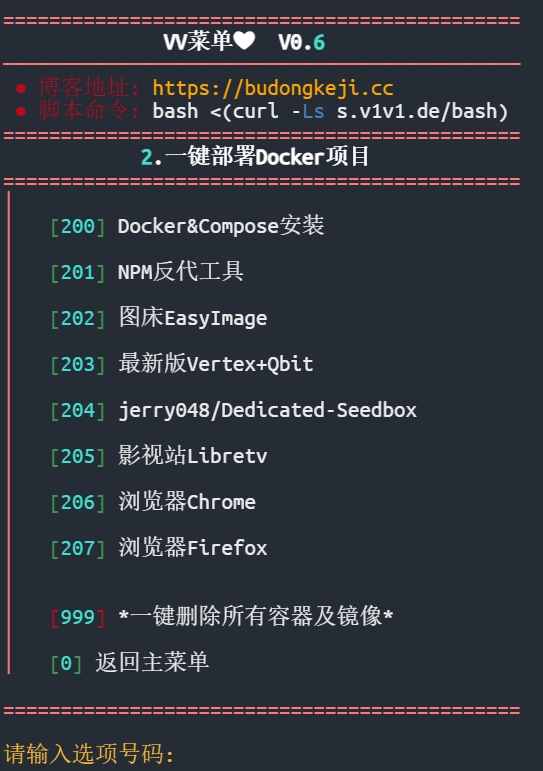 =============================================
VV菜单♥  V0.6
● 博客地址: https://budongkeji.cc
● 脚本命令: bash <(curl -Ls s.v1v1.de/bash)
=============================================
2.一键部署Docker项目
=============================================
[200] Docker&Compose安装
[201] NPM反代工具
[202] 图床EasyImage
[203] 最新版Vertex+Qbit
[204] jerry048/Dedicated-Seedbox
[205] 影视站Libretv
[206] 浏览器Chrome
[207] 浏览器Firefox
[999] *一键删除所有容器及镜像*
[0] 返回主菜单
=============================================
请输入选项号码: